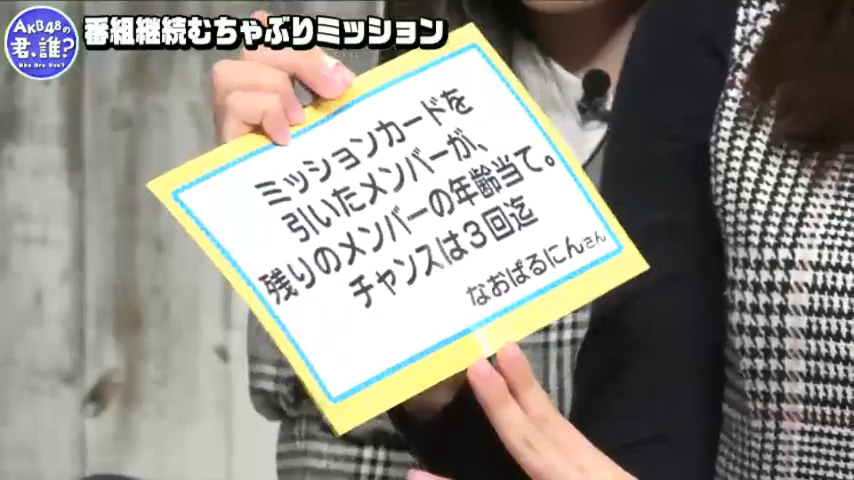 AKB48の
君、誰?
Who Are You?
番組継続むちゃぶりミッション
ミッションカードを
引いたメンバーが、
残りのメンバーの年齢当て。
チャンスは3回迄
なおぱるにんさん